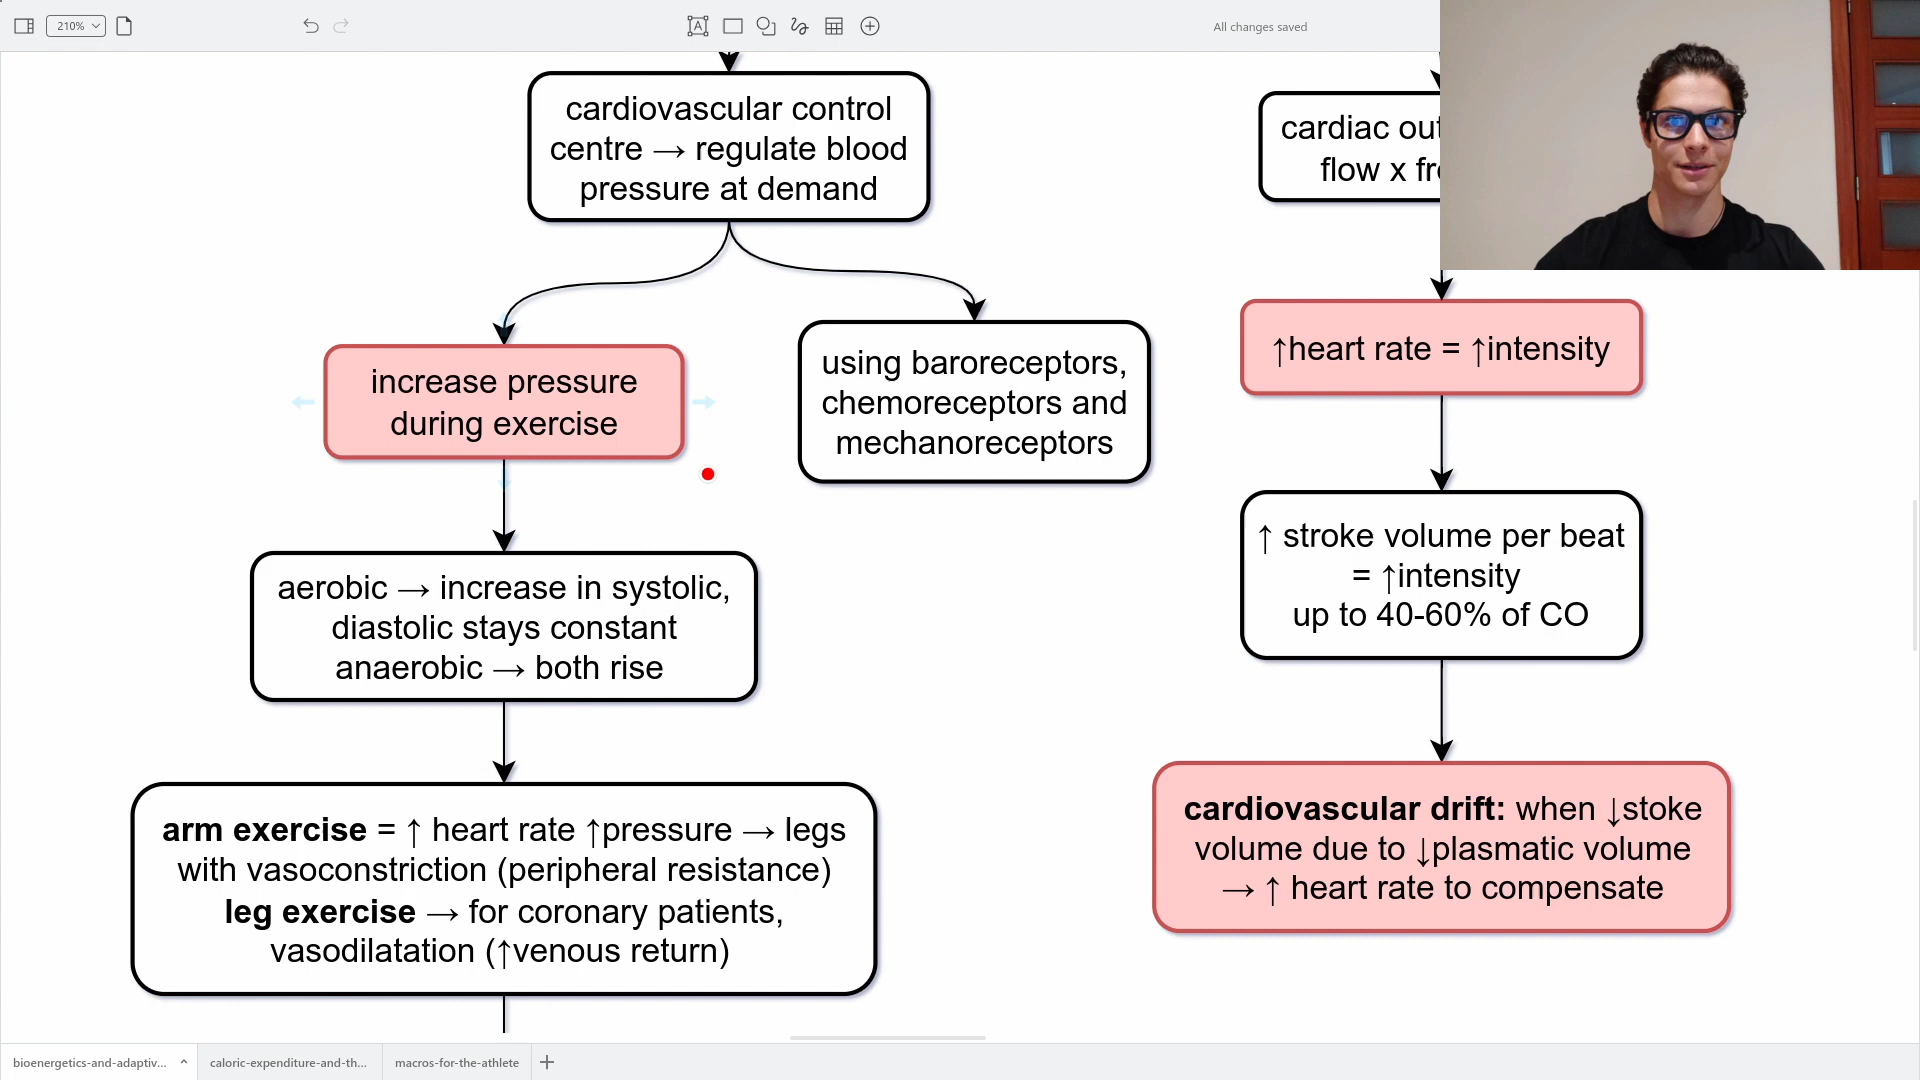 210%
All changes saved
cardiovascular control
centre → regulate blood
pressure at demand
cardiac out
flow x fr
increase pressure
during exercise
using baroreceptors,
chemoreceptors and
mechanoreceptors
↑heart rate = ↑intensity
aerobic → increase in systolic,
diastolic stays constant
anaerobic → both rise
↑ stroke volume per beat
= ↑intensity
up to 40-60% of CO
arm exercise = ↑ heart rate ↑pressure → legs
with vasoconstriction (peripheral resistance)
leg exercise → for coronary patients,
vasodilatation (↑venous return)
cardiovascular drift: when ↓stoke
volume due to ↓plasmatic volume
→ ↑ heart rate to compensate
bioenergetics-and-adaptiv...
caloric-expenditure-and-th...
macros-for-the-athlete